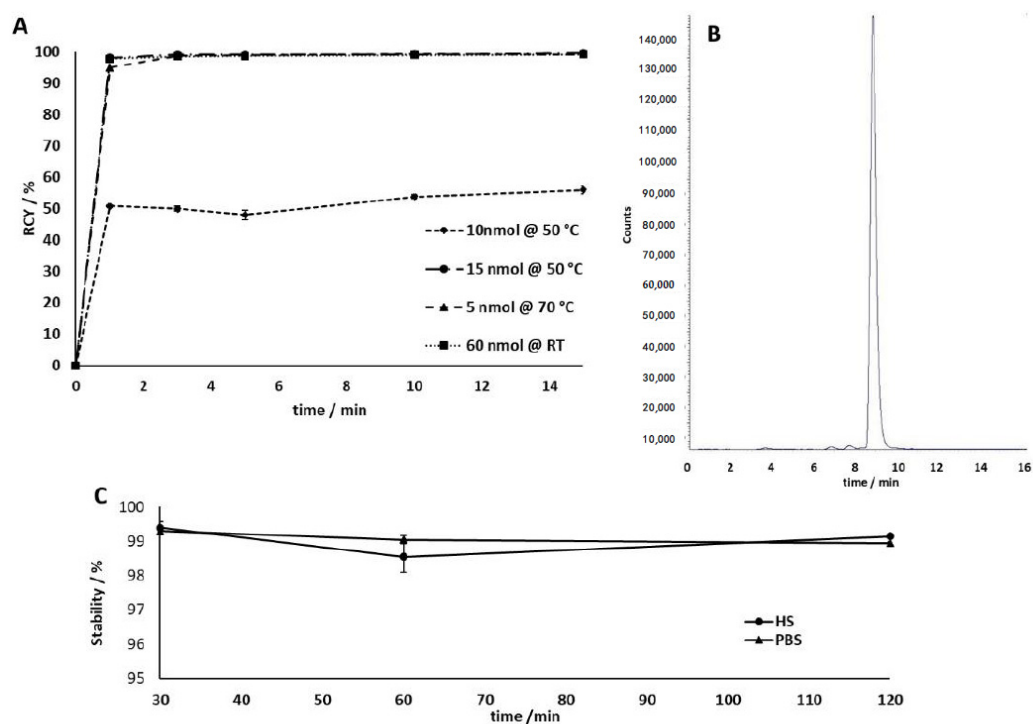 A
100
90
80
70
60
50
40
30
20
10
0
RCY / %
0 2 4 6 8 10 12 14
time / min
10nmol @ 50 °C
15 nmol @ 50 °C
5 nmol @ 70 °C
60 nmol @ RT
B
140,000
130,000
120,000
100,000
90,000
80,000
70,000
60,000
50,000
40,000
30,000
20,000
10,000
Counts
0 2 4 6 8 10 12 14 16
time / min
C
100
99
98
97
96
95
Stability / %
30 40 50 60 70 80 90 100 110 120
time /min
HS
PBS